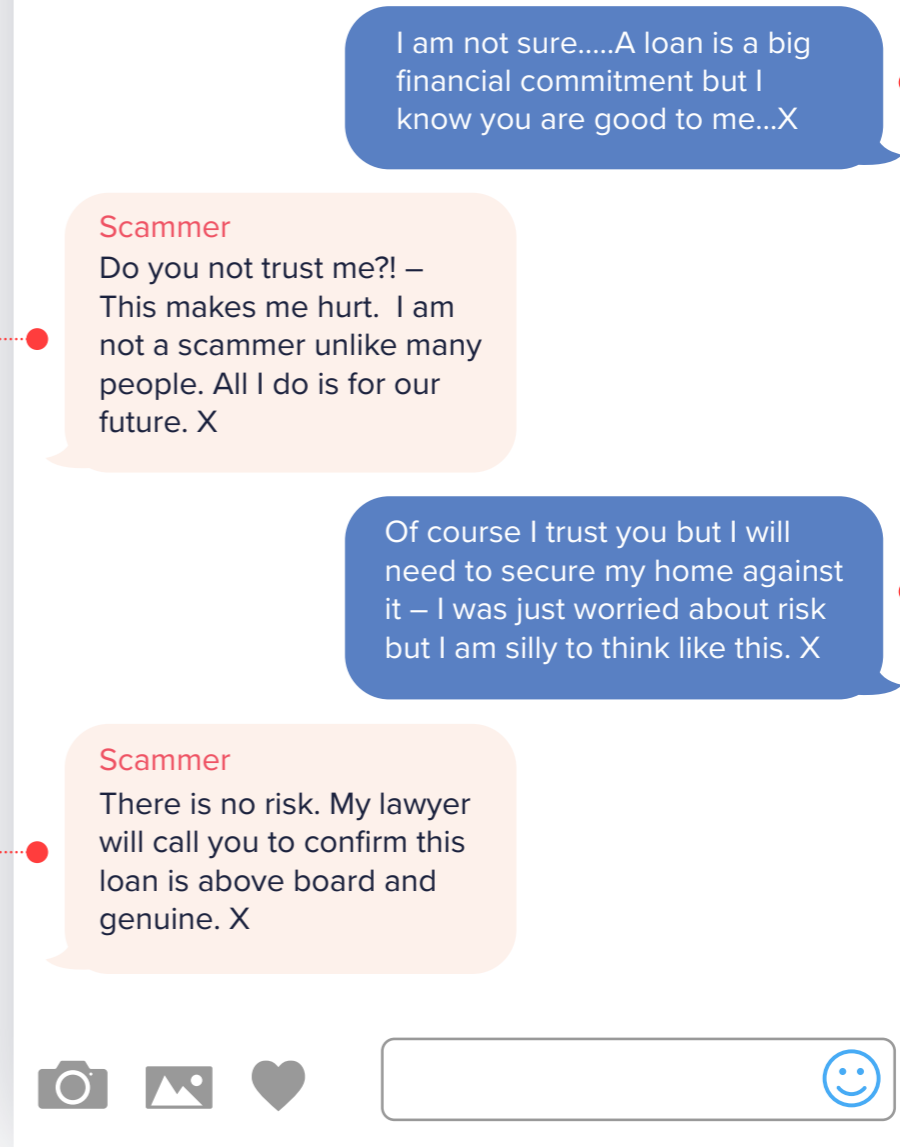 I am not sure.....A loan is a big
financial commitment but I
know you are good to me...X
Scammer
Do you not trust me?! –
This makes me hurt.  I am
not a scammer unlike many
people. All I do is for our
future. X
Of course I trust you but I will
need to secure my home against
it – I was just worried about risk
but I am silly to think like this. X
Scammer
There is no risk. My lawyer
will call you to confirm this
loan is above board and
genuine. X